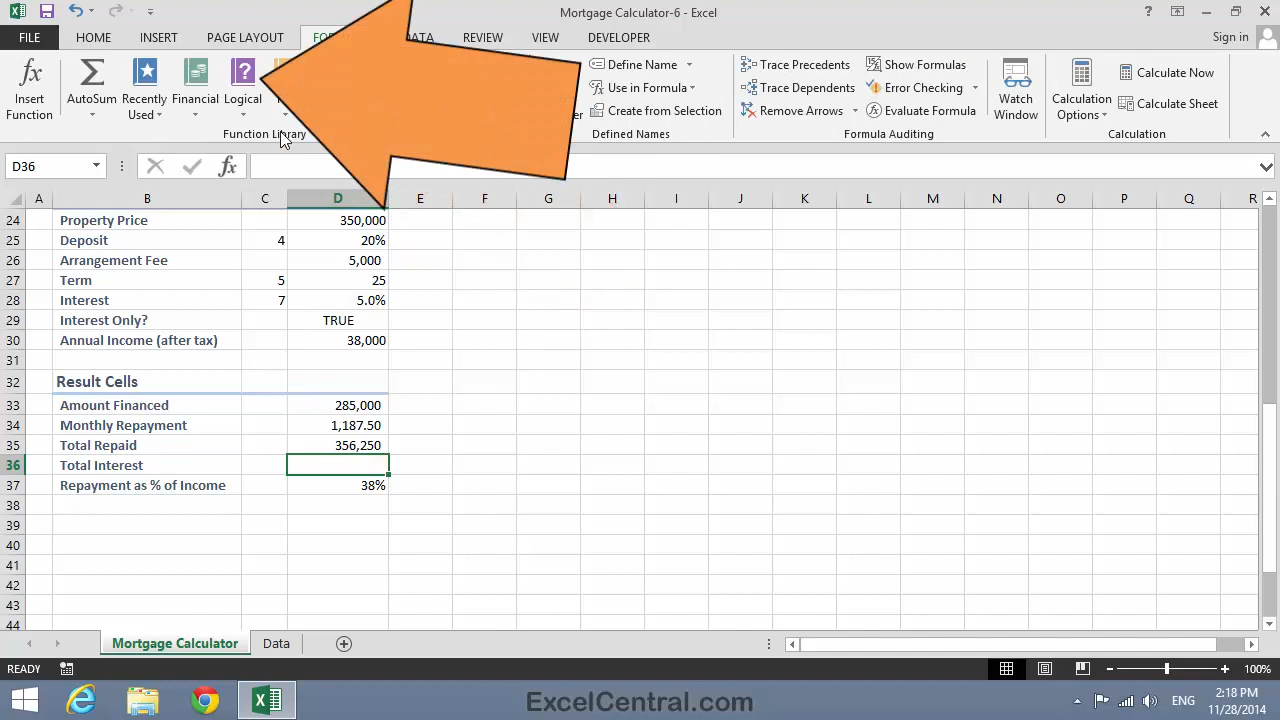 Mortgage Calculator-6 - Excel
FILE HOME INSERT PAGE LAYOUT REVIEW VIEW DEVELOPER Sign in
Insert Function
AutoSum
Recently Used
Financial
Logical
Function Library
Define Name
Use in Formula
Create from Selection
Defined Names
Trace Precedents
Trace Dependents
Remove Arrows
Show Formulas
Error Checking
Evaluate Formula
Formula Auditing
Watch Window
Calculation Options
Calculate Now
Calculate Sheet
Calculation
D36 fx
A B C D E F G H I J K L M N O P Q R
24 Property Price 350,000
25 Deposit 4 20%
26 Arrangement Fee 5,000
27 Term 5 25
28 Interest 7 5.0%
29 Interest Only? TRUE
30 Annual Income (after tax) 38,000
31
32 Result Cells
33 Amount Financed 285,000
34 Monthly Repayment 1,187.50
35 Total Repaid 356,250
36 Total Interest
37 Repayment as % of Income 38%
38
39
40
41
42
43
44
Mortgage Calculator Data
READY 100%
ExcelCentral.com
ENG
2:18 PM
11/28/2014